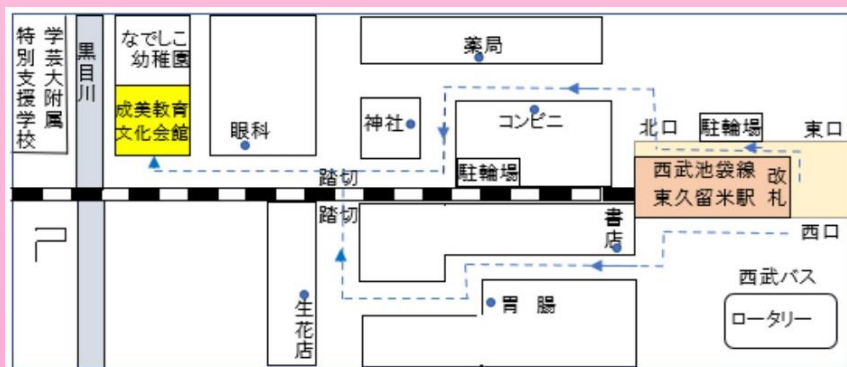 学芸大附属
特別支援学校
黒目川
なでしこ
幼稚園
成美教育
文化会館
眼科
薬局
神社
コンビニ
駐輪場
北口
駐輪場
東口
西武池袋線
東久留米駅
改札
踏切
踏切
書店
西口
生花店
胃腸
西武バス
ロータリー